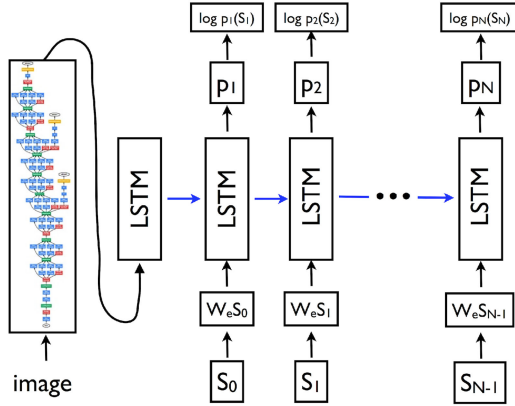 log p₁(S₁) log p₂(S₂) log pN(SN)
p₁ p₂ pN
LSTM LSTM LSTM ••• LSTM
WeS₀ WeS₁ WeSN-1
image S₀ S₁ SN-1